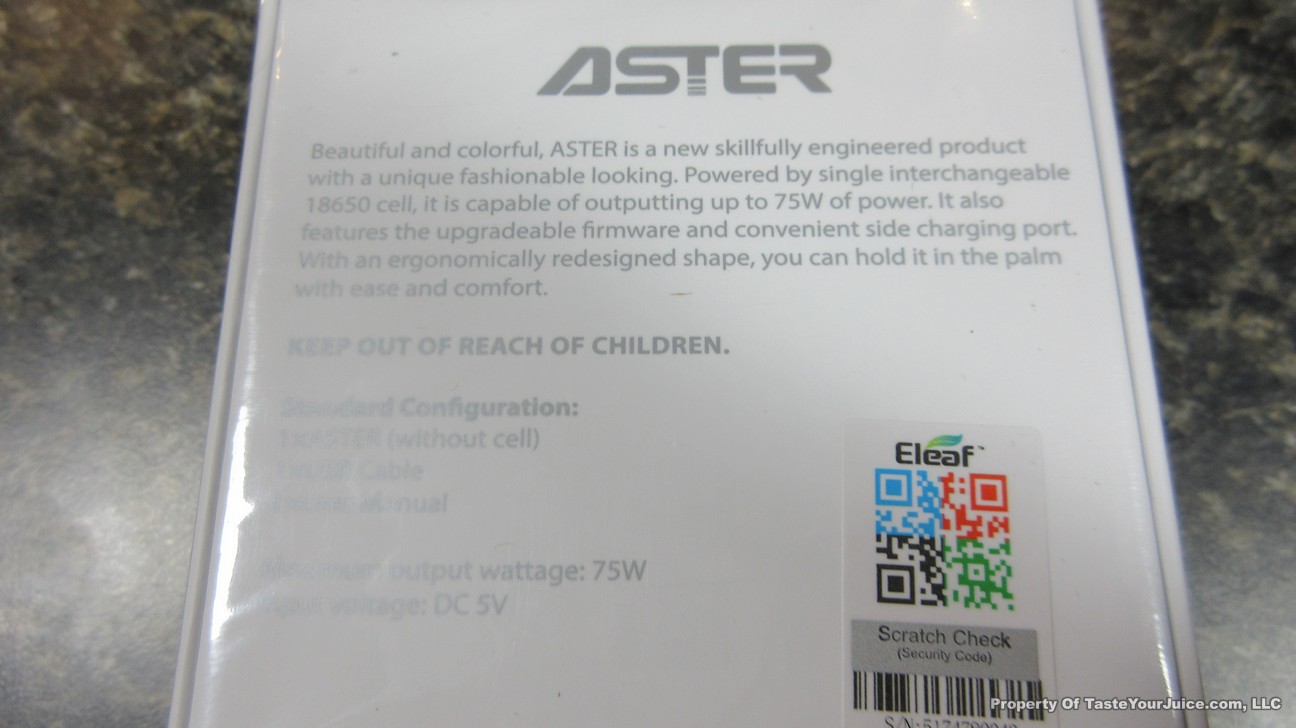 ASTER
Beautiful and colorful, ASTER is a new skillfully engineered product
with a unique fashionable looking. Powered by single interchangeable
18650 cell, it is capable of outputting up to 75W of power. It also
features the upgradeable firmware and convenient side charging port.
With an ergonomically redesigned shape, you can hold it in the palm
with ease and comfort.
KEEP OUT OF REACH OF CHILDREN.
Standard Configuration:
1×ASTER (without cell)
Cable
Manual
Maximum output wattage: 75W
voltage: DC 5V
Eleaf™
Scratch Check
(Security Code)
S/N:
Property Of TasteYourJuice.com, LLC